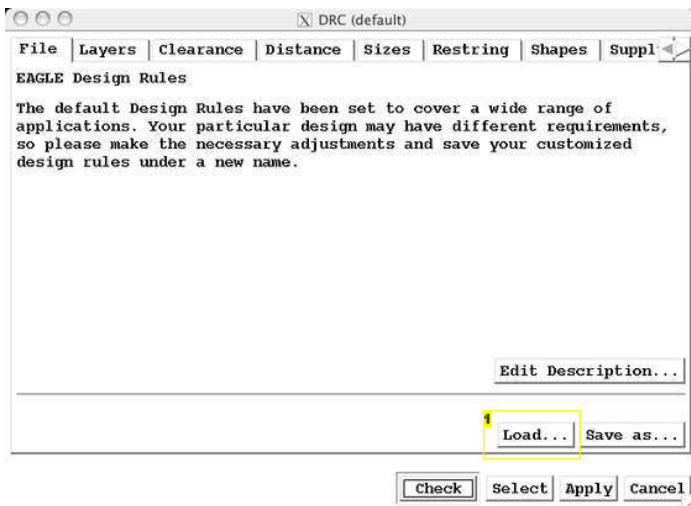 DRC (default)
File Layers Clearance Distance Sizes Restring Shapes Suppl
EAGLE Design Rules
The default Design Rules have been set to cover a wide range of
applications. Your particular design may have different requirements,
so please make the necessary adjustments and save your customized
design rules under a new name.
Edit Description...
Load... Save as...
Check Select Apply Cancel